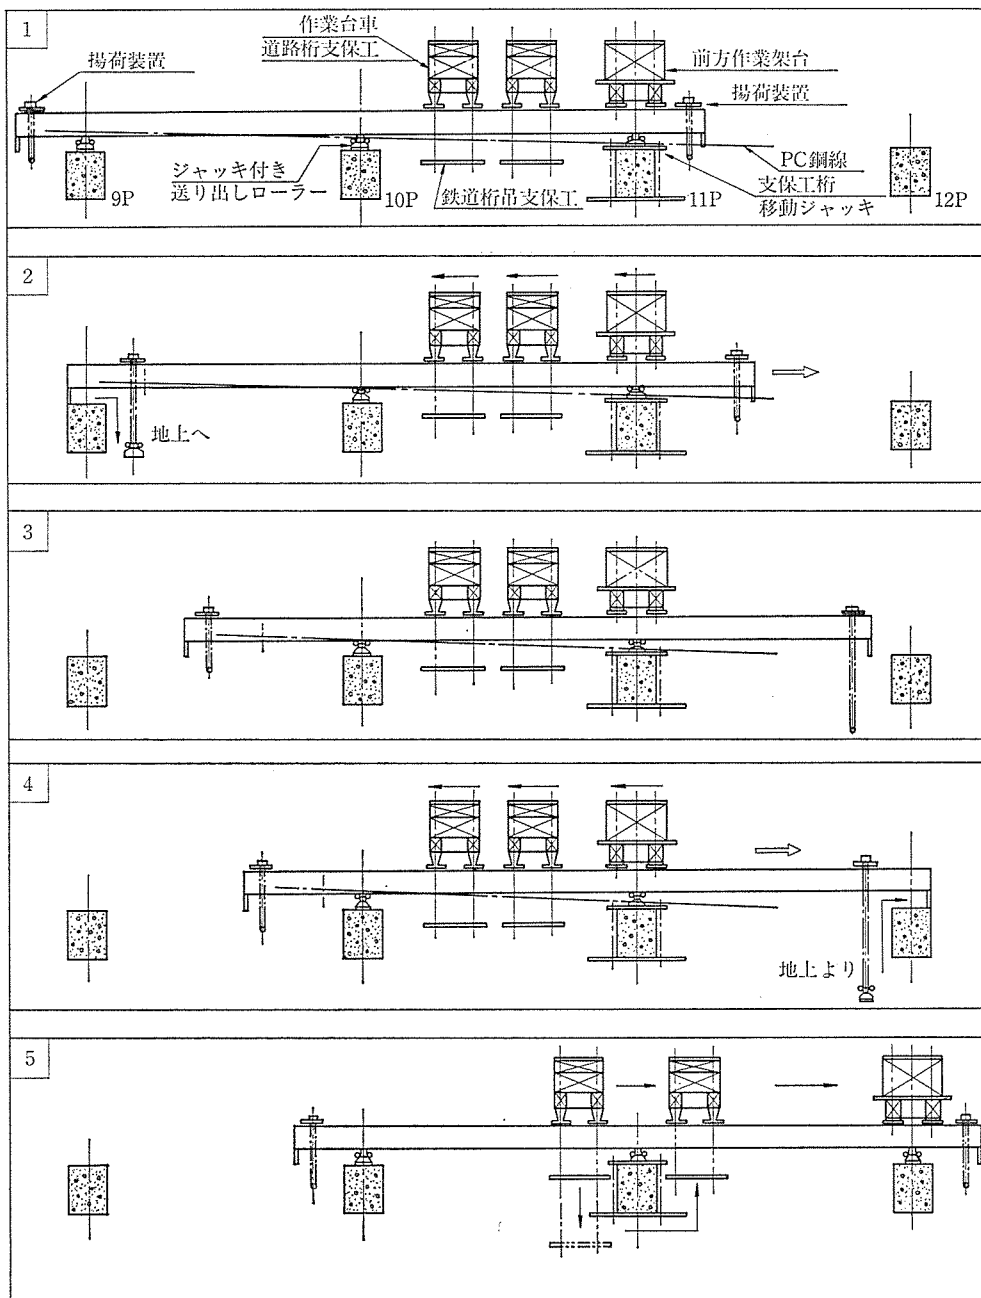 1
作業台車
道路桁支保工
揚荷装置
前方作業架台
揚荷装置
ジャッキ付き
送り出しローラー
9P
10P
鉄道桁吊支保工
11P
PC鋼線
支保工桁
移動ジャッキ
12P
2
地上へ
3
4
地上より
5